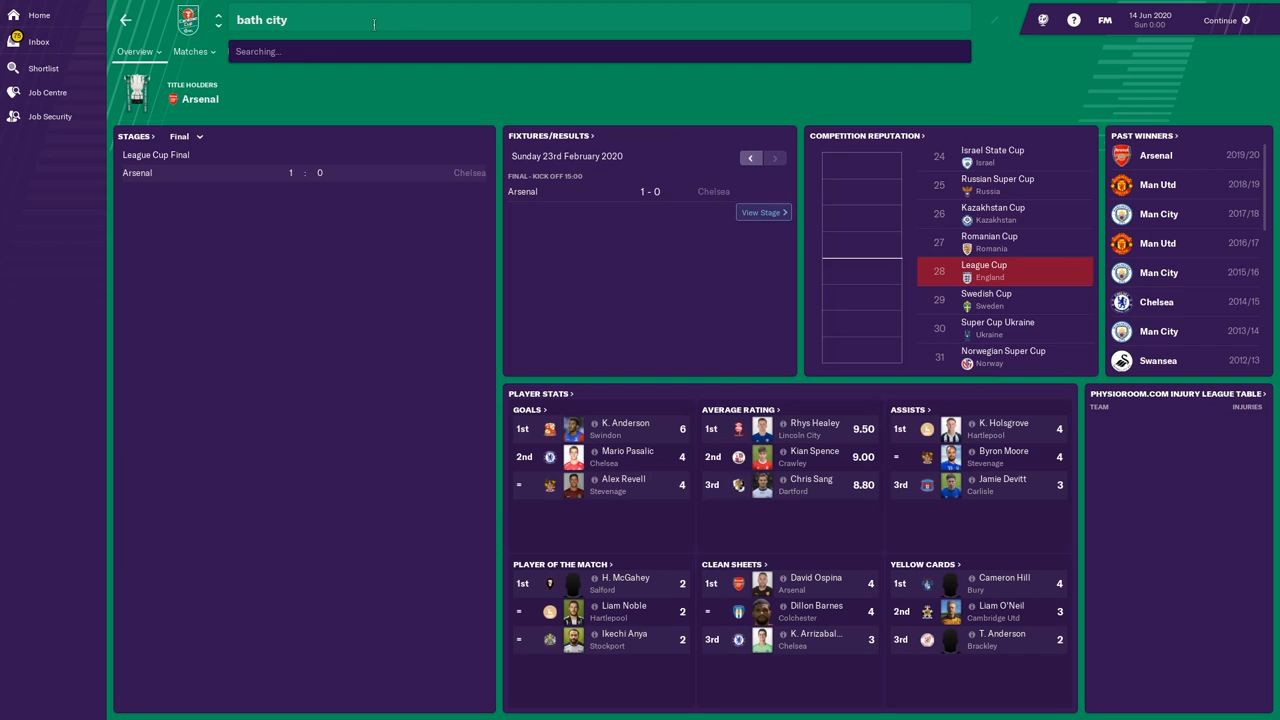 Home
75
Inbox
Shortlist
Job Centre
Job Security
bath city
Searching...
Overview
Matches
?
FM
14 Jun 2020
Sun 0:00
Continue
TITLE HOLDERS
Arsenal
STAGES
Final
League Cup Final
Arsenal 1 : 0 Chelsea
FIXTURES/RESULTS
Sunday 23rd February 2020
FINAL - KICK OFF 15:00
Arsenal 1 - 0 Chelsea
View Stage
COMPETITION REPUTATION
24 Israel State Cup
Israel
25 Russian Super Cup
Russia
26 Kazakhstan Cup
Kazakhstan
27 Romanian Cup
Romania
28 League Cup
England
29 Swedish Cup
Sweden
30 Super Cup Ukraine
Ukraine
31 Norwegian Super Cup
Norway
PAST WINNERS
Arsenal 2019/20
Man Utd 2018/19
Man City 2017/18
Man Utd 2016/17
Man City 2015/16
Chelsea 2014/15
Man City 2013/14
Swansea 2012/13
PLAYER STATS
GOALS
1st K. Anderson 6
Swindon
2nd Mario Pasalic 4
Chelsea
= Alex Revell 4
Stevenage
AVERAGE RATING
1st Rhys Healey 9.50
Lincoln City
2nd Kian Spence 9.00
Crawley
3rd Chris Sang 8.80
Dartford
ASSISTS
1st K. Holsgrove 4
Hartlepool
= Byron Moore 4
Stevenage
3rd Jamie Devitt 3
Carlisle
PLAYER OF THE MATCH
1st H. McGahey 2
Salford
= Liam Noble 2
Hartlepool
= Ikechi Anya 2
Stockport
CLEAN SHEETS
1st David Ospina 4
Arsenal
= Dillon Barnes 4
Colchester
3rd K. Arrizabal... 3
Chelsea
YELLOW CARDS
1st Cameron Hill 4
Bury
2nd Liam O'Neil 3
Cambridge Utd
3rd T. Anderson 2
Brackley
PHYSIOROOM.COM INJURY LEAGUE TABLE
TEAM INJURIES